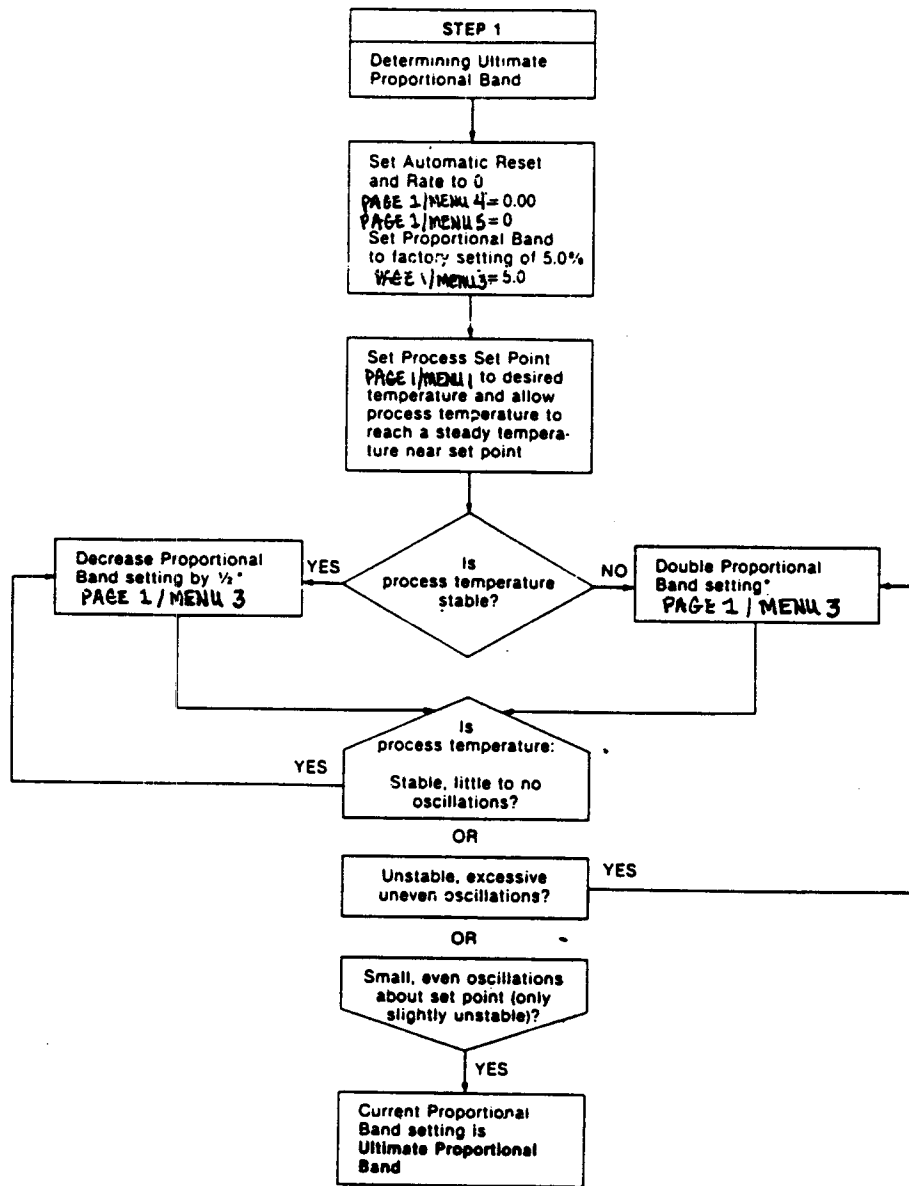 STEP 1
Determining Ultimate
Proportional Band
Set Automatic Reset
and Rate to 0
PAGE 1/MENU 4=0.00
PAGE 1/MENU 5=0
Set Proportional Band
to factory setting of 5.0%
PAGE 1/MENU 3=5.0
Set Process Set Point
PAGE 1/MENU 1 to desired
temperature and allow
process temperature to
reach a steady tempera-
ture near set point
Decrease Proportional
Band setting by ½*
PAGE 1 / MENU 3
YES
Is
process temperature
stable?
NO
Double Proportional
Band setting*
PAGE 1 / MENU 3
Is
process temperature:
YES
Stable, little to no
oscillations?
OR
Unstable, excessive
uneven oscillations?
YES
OR
Small, even oscillations
about set point (only
slightly unstable)?
YES
Current Proportional
Band setting is
Ultimate Proportional
Band